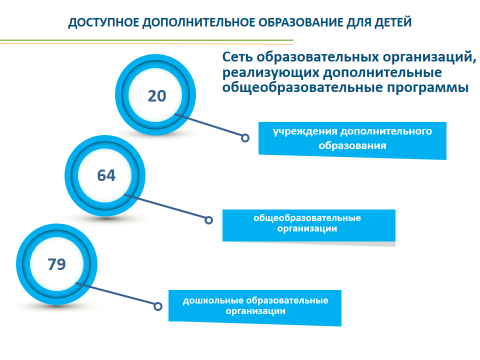 ДОСТУПНОЕ ДОПОЛНИТЕЛЬНОЕ ОБРАЗОВАНИЕ ДЛЯ ДЕТЕЙ
Сеть образовательных организаций,
реализующих дополнительные
общеобразовательные программы
20
учреждения дополнительного
образования
64
общеобразовательные
организации
79
дошкольные образовательные
организации